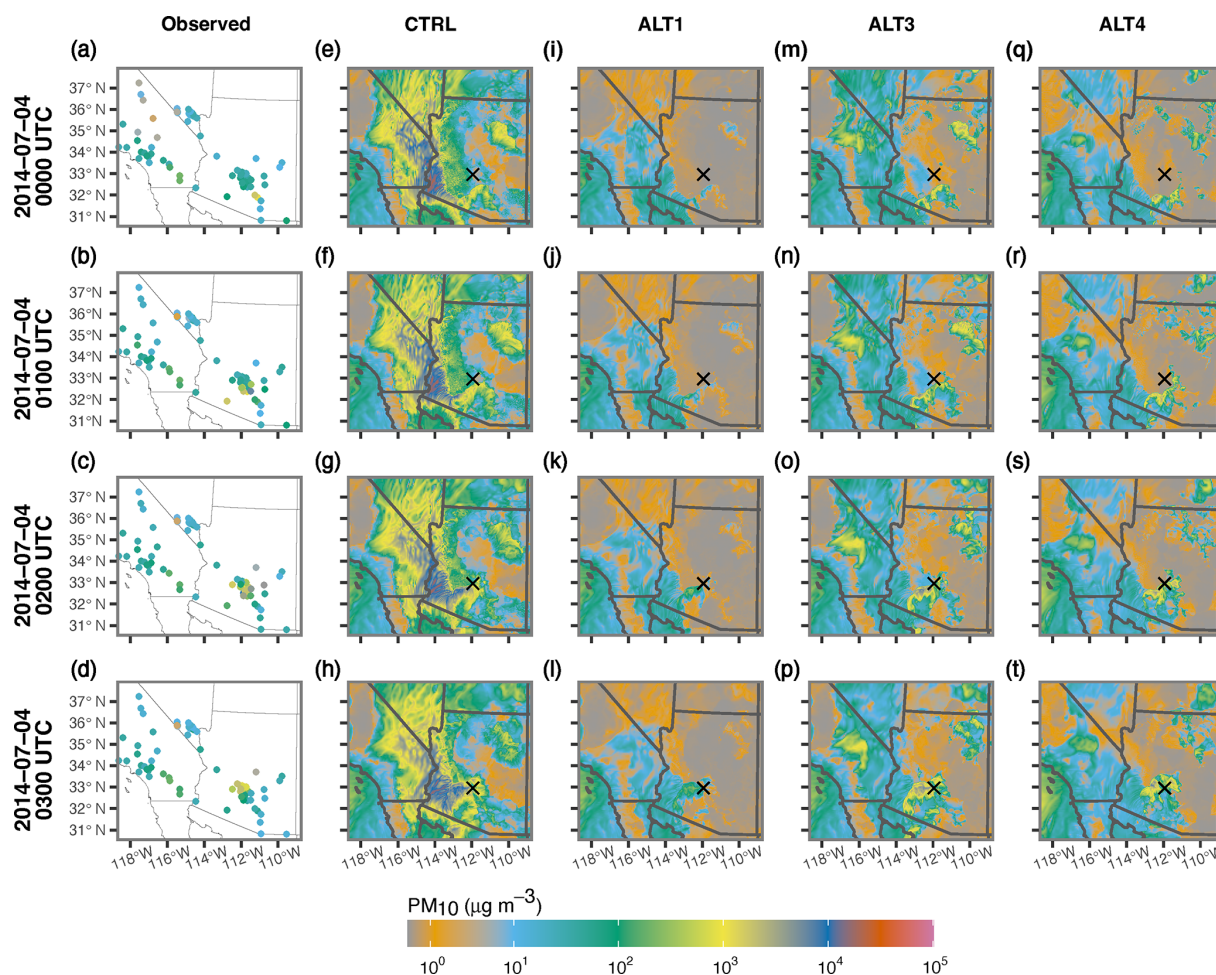 Observed CTRL ALT1 ALT3 ALT4
(a) (e) (i) (m) (q)
2014−07−04
0000 UTC
37° N
36° N
35° N
34° N
33° N
32° N
31° N
(b) (f) (j) (n) (r)
2014−07−04
0100 UTC
37°N
36°N
35°N
34°N
33°N
32°N
31°N
(c) (g) (k) (o) (s)
2014−07−04
0200 UTC
37° N
36° N
35° N
34° N
33° N
32° N
31° N
(d) (h) (l) (p) (t)
2014−07−04
0300 UTC
37° N
36° N
35° N
34° N
33° N
32° N
31° N
118°W 116°W 114°W 112°W 110°W 118°W 116°W 114°W 112°W 110°W 118°W 116°W 114°W 112°W 110°W 118°W 116°W 114°W 112°W 110°W 118°W 116°W 114°W 112°W 110°W
PM10 (μg m−3)
10^0 10^1 10^2 10^3 10^4 10^5